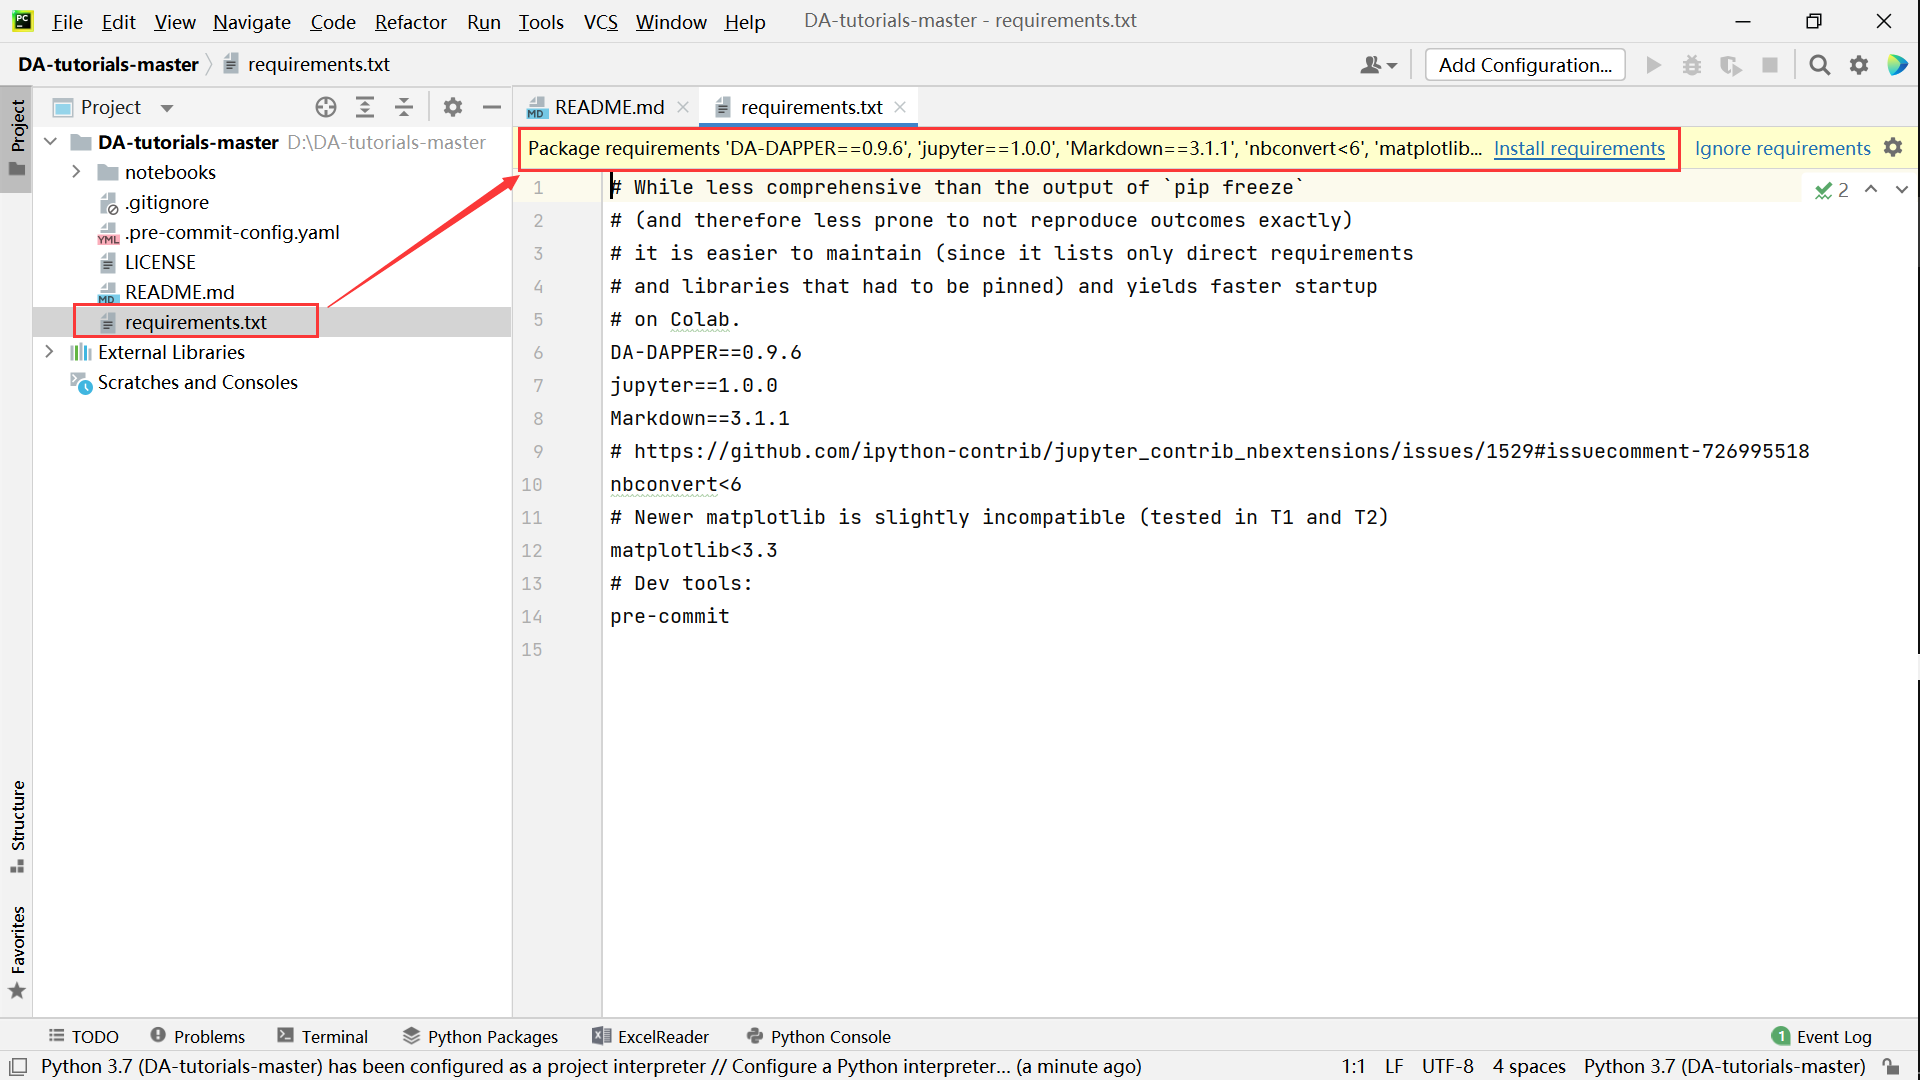 File Edit View Navigate Code Refactor Run Tools VCS Window Help DA-tutorials-master - requirements.txt
DA-tutorials-master requirements.txt Add Configuration...
Project
Project
README.md requirements.txt
DA-tutorials-master D:\DA-tutorials-master
notebooks
.gitignore
.pre-commit-config.yaml
LICENSE
README.md
requirements.txt
External Libraries
Scratches and Consoles
Package requirements 'DA-DAPPER==0.9.6', 'jupyter==1.0.0', 'Markdown==3.1.1', 'nbconvert<6', 'matplotlib... Install requirements Ignore requirements
1 # While less comprehensive than the output of `pip freeze` 2
2 # (and therefore less prone to not reproduce outcomes exactly)
3 # it is easier to maintain (since it lists only direct requirements
4 # and libraries that had to be pinned) and yields faster startup
5 # on Colab.
6 DA-DAPPER==0.9.6
7 jupyter==1.0.0
8 Markdown==3.1.1
9 # https://github.com/ipython-contrib/jupyter_contrib_nbextensions/issues/1529#issuecomment-726995518
10 nbconvert<6
11 # Newer matplotlib is slightly incompatible (tested in T1 and T2)
12 matplotlib<3.3
13 # Dev tools:
14 pre-commit
15
Structure
Favorites
TODO Problems Terminal Python Packages ExcelReader Python Console 1 Event Log
Python 3.7 (DA-tutorials-master) has been configured as a project interpreter // Configure a Python interpreter... (a minute ago) 1:1 LF UTF-8 4 spaces Python 3.7 (DA-tutorials-master)